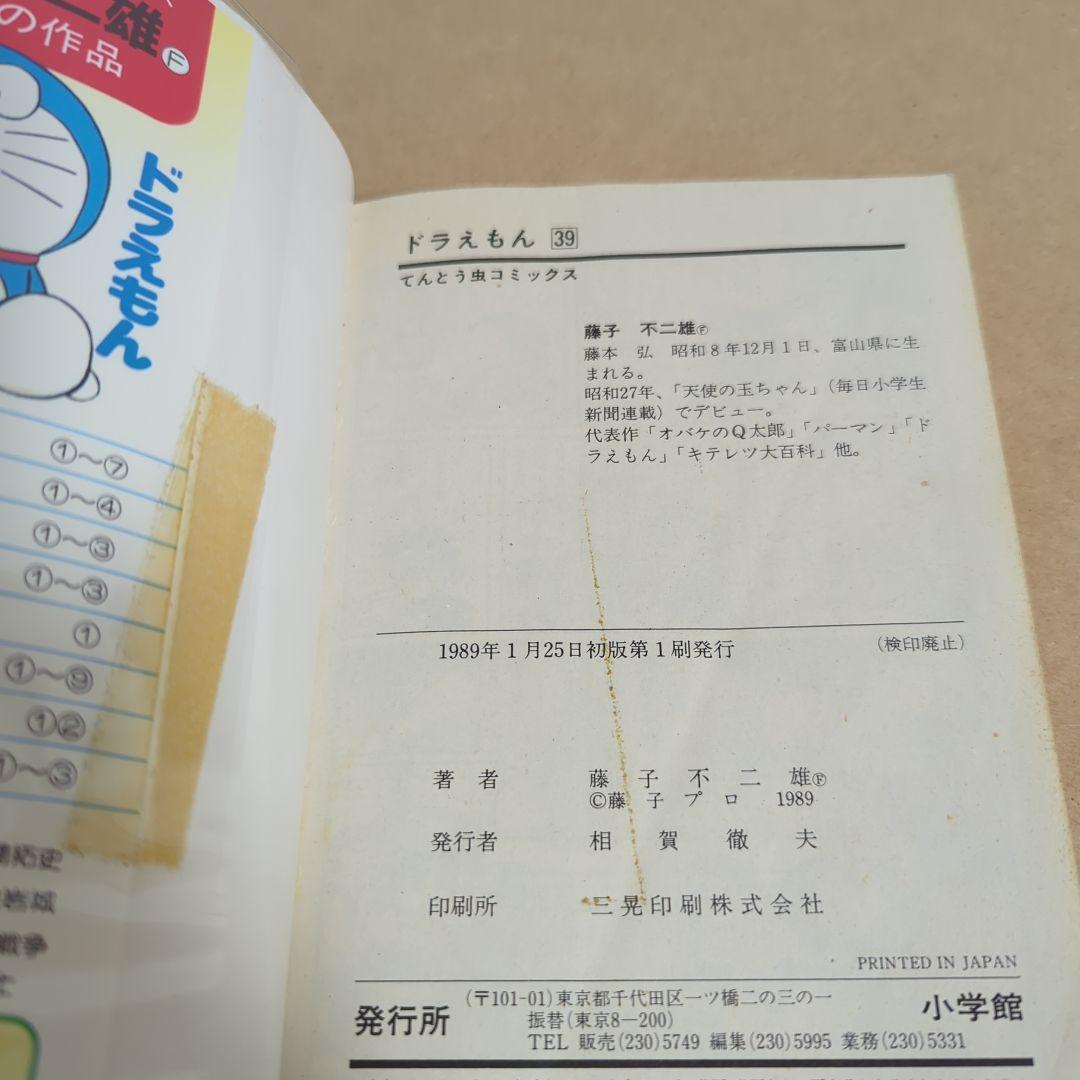 二雄Ⓕ
の作品
ドラえもん
①〜⑦
①〜④
①〜③
①〜③
①
①〜⑨
①②
①〜③
拓史
岩城
戦争
ドラえもん 39
てんとう虫コミックス
藤子 不二雄Ⓕ
藤本 弘 昭和8年12月1日、富山県に生
まれる。
昭和27年、「天使の玉ちゃん」(毎日小学生
新聞連載)でデビュー。
代表作「オバケのQ太郎」「パーマン」「ド
ラえもん」「キテレツ大百科」他。
1989年1月25日初版第1刷発行 (検印廃止)
著者 藤子不二雄Ⓕ
©藤子プロ 1989
発行者 相賀徹夫
印刷所 三晃印刷株式会社
PRINTED IN JAPAN
発行所 (〒101-01)東京都千代田区一ツ橋二の三の一 小学館
振替(東京8—200)
TEL 販売(230)5749 編集(230)5995 業務(230)5331